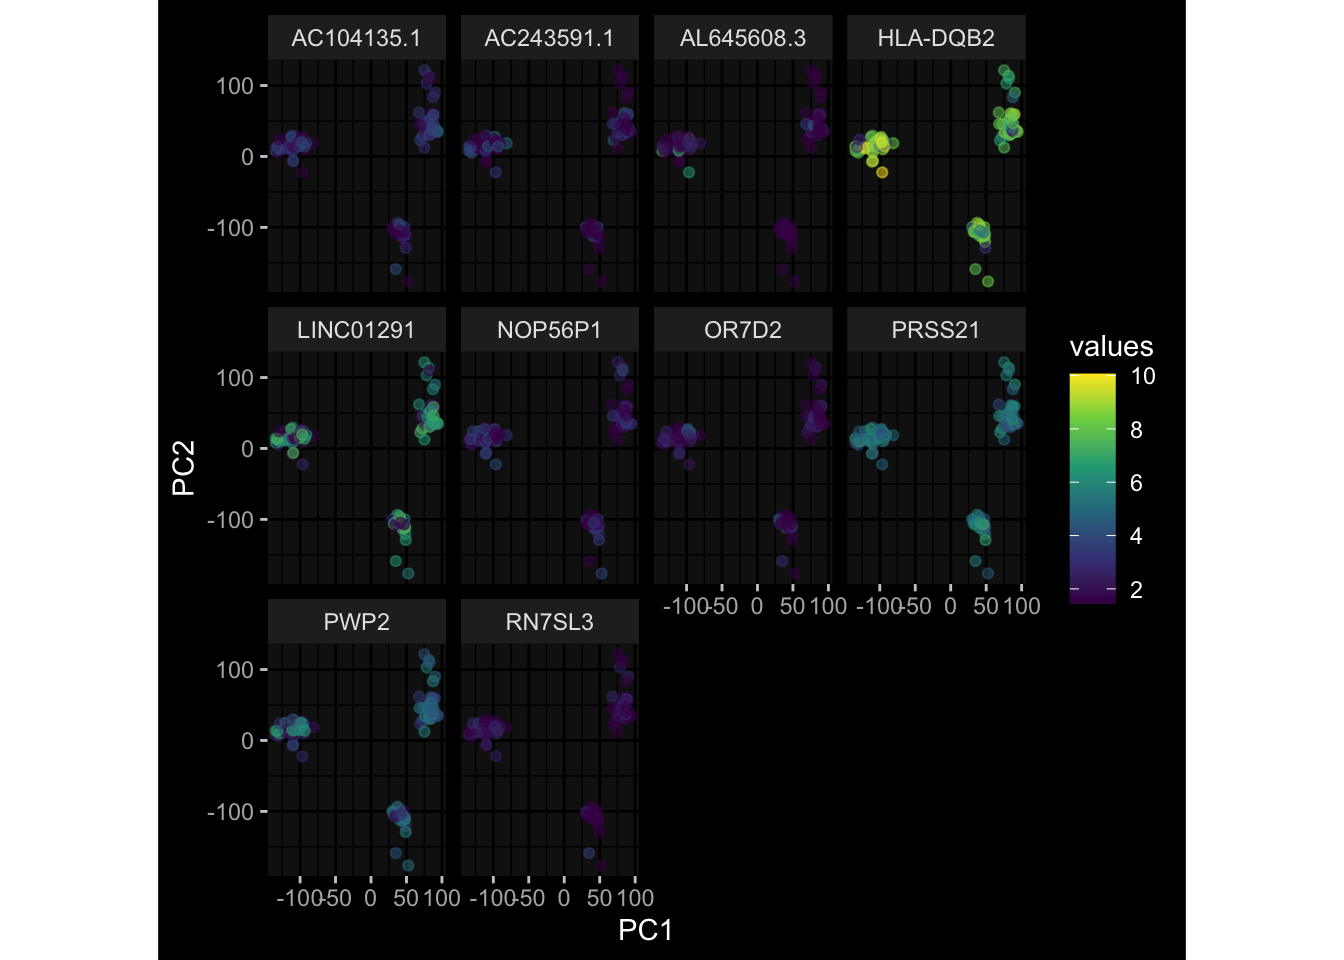 AC104135.1 AC243591.1 AL645608.3 HLA-DQB2
100
0
-100
LINC01291 NOP56P1 OR7D2 PRSS21
100
0
-100
-100 -50 0 50 100 -100 -50 0 50 100
PWP2 RN7SL3
100
0
-100
-100 -50 0 50 100 -100 -50 0 50 100
PC1
PC2
values
10
8
6
4
2